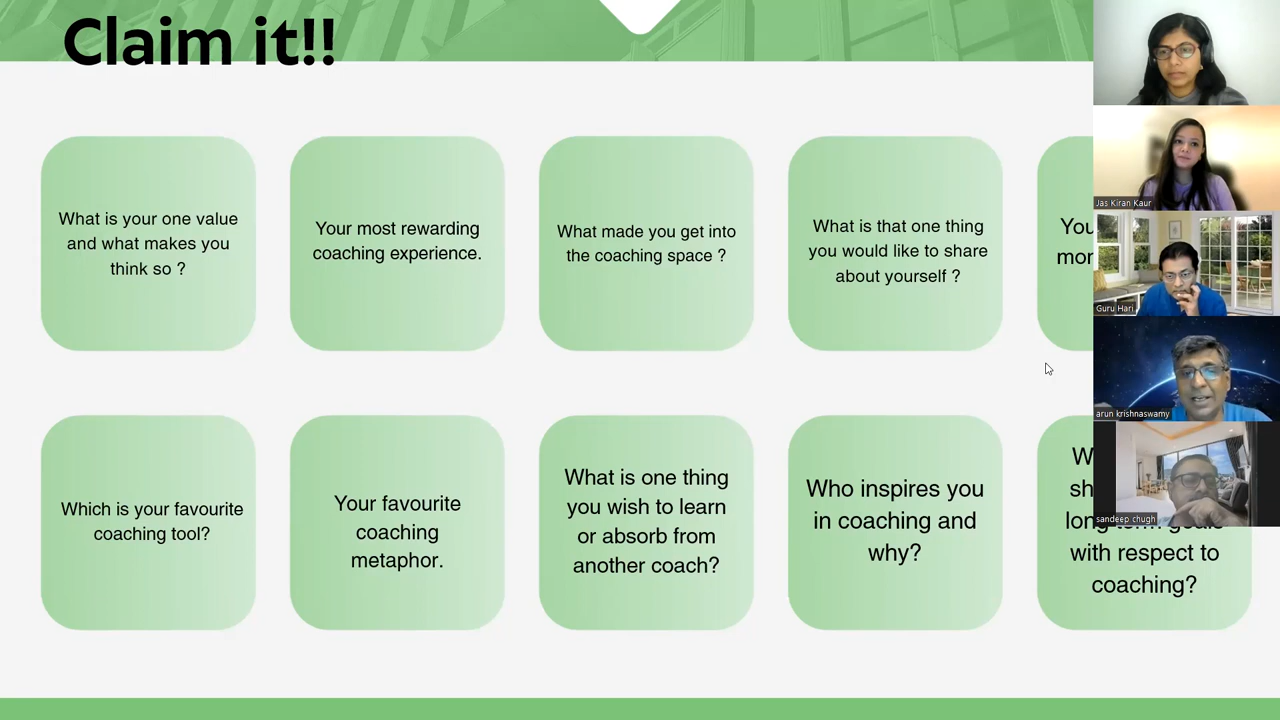 Claim it!!
What is your one value
and what makes you
think so ?
Your most rewarding
coaching experience.
What made you get into
the coaching space ?
What is that one thing
you would like to share
about yourself ?
Which is your favourite
coaching tool?
Your favourite
coaching
metaphor.
What is one thing
you wish to learn
or absorb from
another coach?
Who inspires you
in coaching and
why?
with respect to
coaching?
Jas Kiran Kaur
Guru Hari
arun krishnaswamy
sandeep chugh